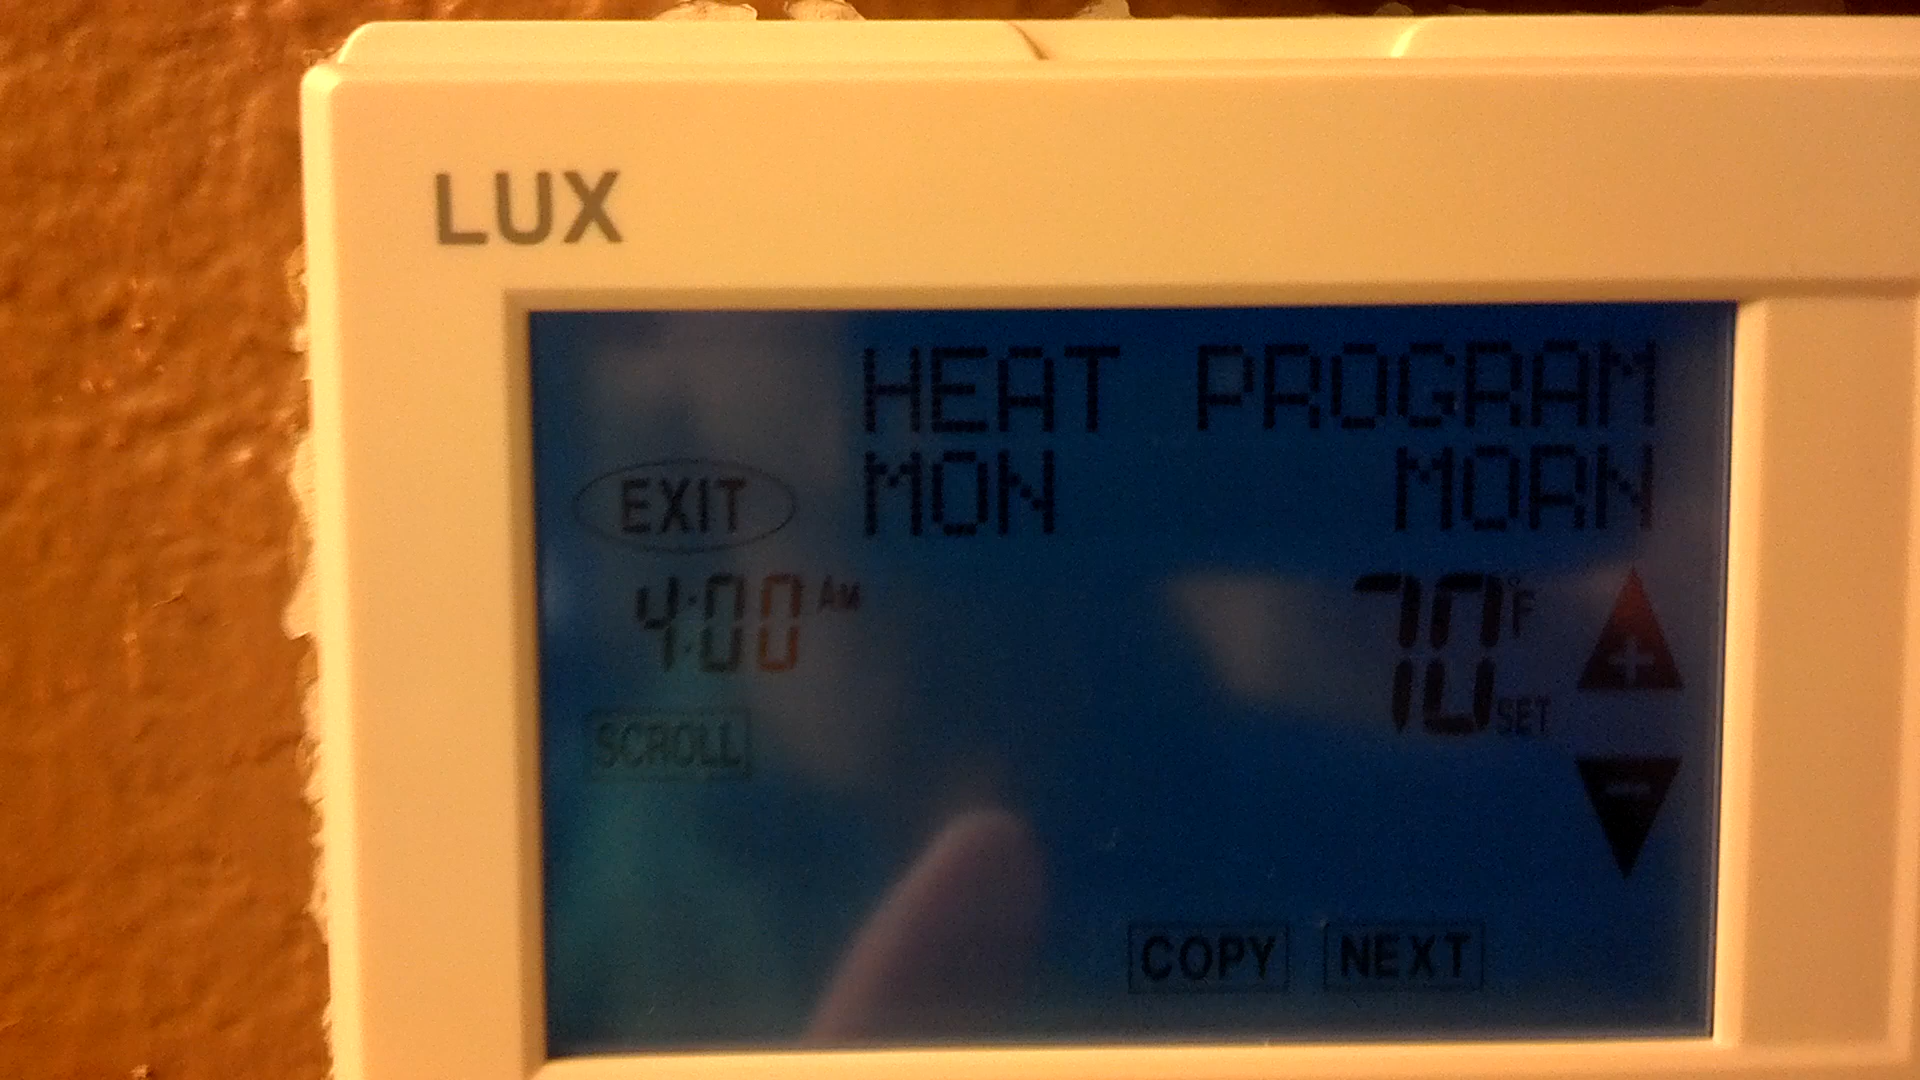 LUX
HEAT PROGRAM
EXIT MON MORN
4:00 AM 70°F
SET
SCROLL
COPY NEXT